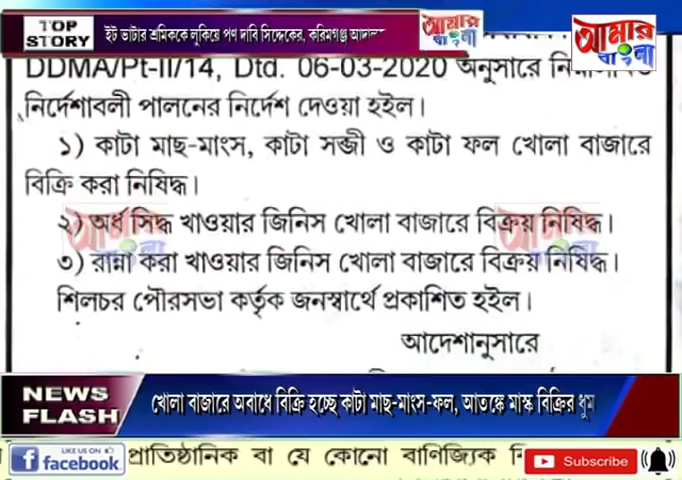 TOP STORY
ইট ভাটার শ্রমিককে লুকিয়ে পণ দাবি সিদ্দেকের, করিমগঞ্জ
আমার বাংলা
আমার বাংলা
DDMA/Pt-II/14, Dtd. 06-03-2020 অনুসারে
নির্দেশাবলী পালনের নির্দেশ দেওয়া হইল।
১) কাটা মাছ-মাংস, কাটা সব্জী ও কাটা ফল খোলা বাজারে
বিক্রি করা নিষিদ্ধ।
২) অর্ধ সিদ্ধ খাওয়ার জিনিস খোলা বাজারে বিক্রয় নিষিদ্ধ।
৩) রান্না করা খাওয়ার জিনিস খোলা বাজারে বিক্রয় নিষিদ্ধ।
শিলচর পৌরসভা কর্তৃক জনস্বার্থে প্রকাশিত হইল।
আদেশানুসারে
NEWS FLASH
খোলা বাজারে অবাধে বিক্রি হচ্ছে কাটা মাছ-মাংস-ফল, আতঙ্কে মাস্ক বিক্রির ধুম
LIKE US ON
facebook
প্রাতিষ্ঠানিক বা যে কোনো বাণিজ্যিক
Subscribe